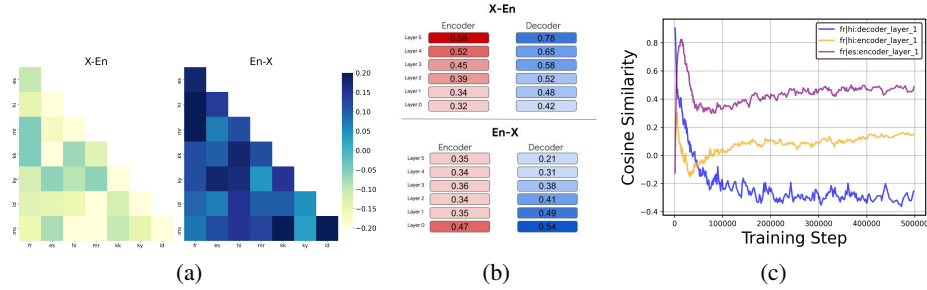 X-En
En-X
es
hi
mr
kk
ky
id
ms
fr es hi mr kk ky id
fr es hi mr kk ky id
0.20
0.15
0.10
0.05
0.00
−0.05
−0.10
−0.15
−0.20
(a)
X-En
Encoder Decoder
Layer 5 0.58 0.78
Layer 4 0.52 0.65
Layer 3 0.45 0.58
Layer 2 0.39 0.52
Layer 1 0.34 0.48
Layer 0 0.32 0.42
En-X
Encoder Decoder
Layer 5 0.35 0.21
Layer 4 0.34 0.31
Layer 3 0.36 0.38
Layer 2 0.34 0.41
Layer 1 0.35 0.49
Layer 0 0.47 0.54
(b)
fr|hi:decoder_layer_1
fr|hi:encoder_layer_1
fr|es:encoder_layer_1
Cosine Similarity
0.8
0.6
0.4
0.2
0.0
−0.2
−0.4
0 100000 200000 300000 400000 500000
Training Step
(c)